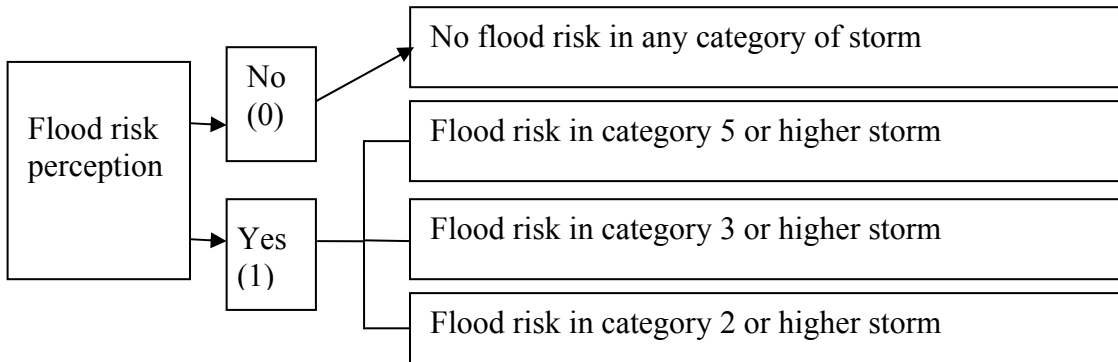 Flood risk
perception
No
(0)
Yes
(1)
No flood risk in any category of storm
Flood risk in category 5 or higher storm
Flood risk in category 3 or higher storm
Flood risk in category 2 or higher storm